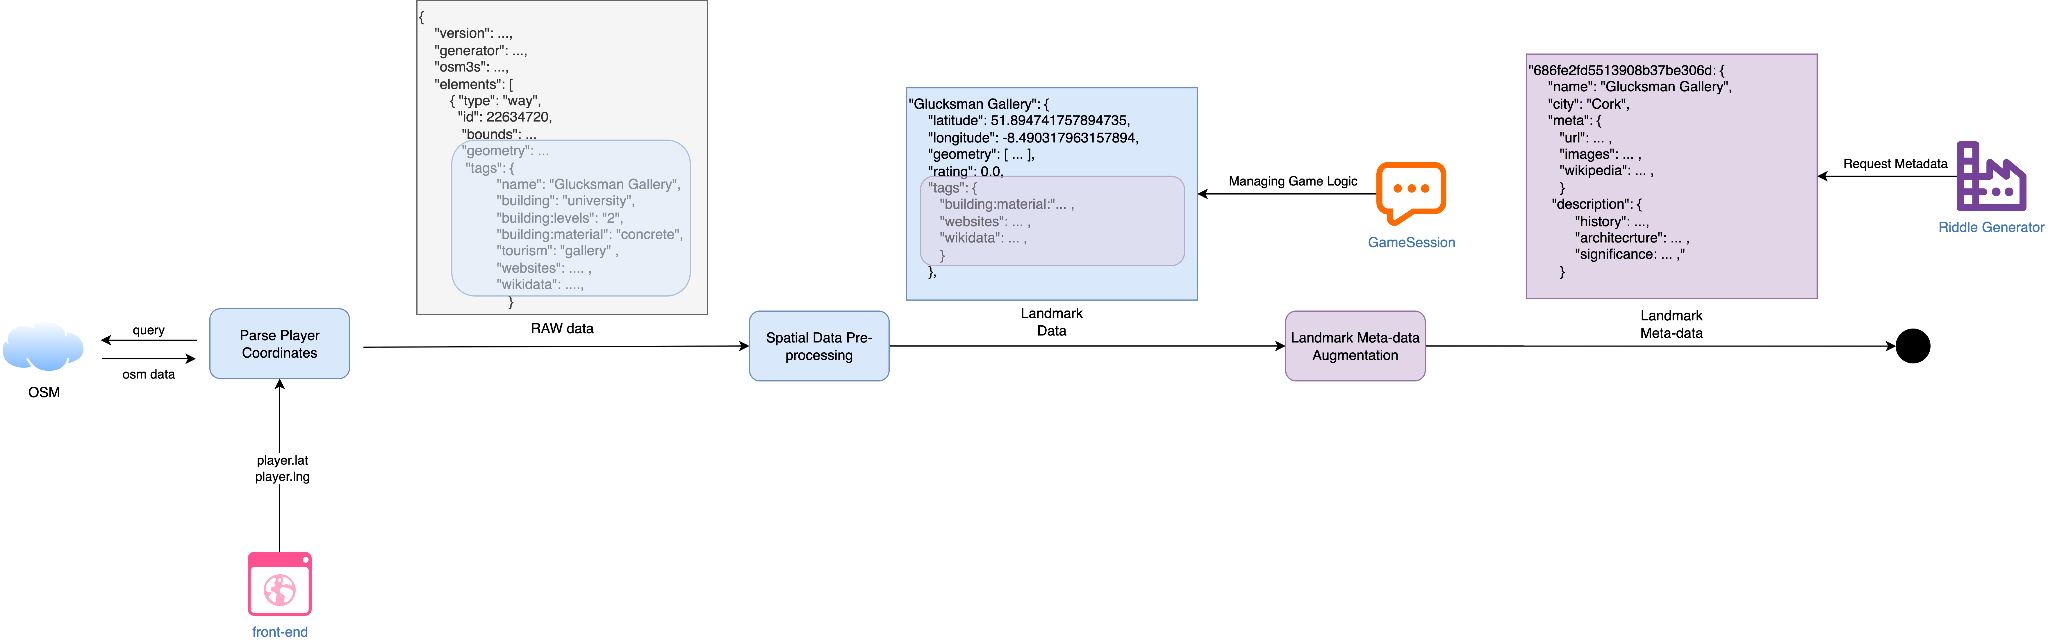 {
"version": ...,
"generator": ...,
"osm3s": ...,
"elements": [
{ "type": "way",
"id": 22634720,
"bounds": ...
"geometry": ...
"tags": {
"name": "Glucksman Gallery",
"building": "university",
"building:levels": "2",
"building:material": "concrete",
"tourism": "gallery" ,
"websites": .... ,
"wikidata": ....,
}
RAW data
"Glucksman Gallery": {
"latitude": 51.894741757894735,
"longitude": -8.490317963157894,
"geometry": [ ... ],
"rating": 0.0,
"tags": {
"building:material:"... ,
"websites": ... ,
"wikidata": ... ,
}
},
Landmark
Data
Managing Game Logic
GameSession
"686fe2fd5513908b37be306d: {
"name": "Glucksman Gallery",
"city": "Cork",
"meta": {
"url": ... ,
"images": ... ,
"wikipedia": ... ,
}
"description": {
"history": ...,
"architecrture": ... ,
"significance: ... ,"
}
Landmark
Meta-data
Request Metadata
Riddle Generator
OSM
query
osm data
Parse Player
Coordinates
Spatial Data Pre-
processing
Landmark Meta-data
Augmentation
player.lat
player.lng
front-end